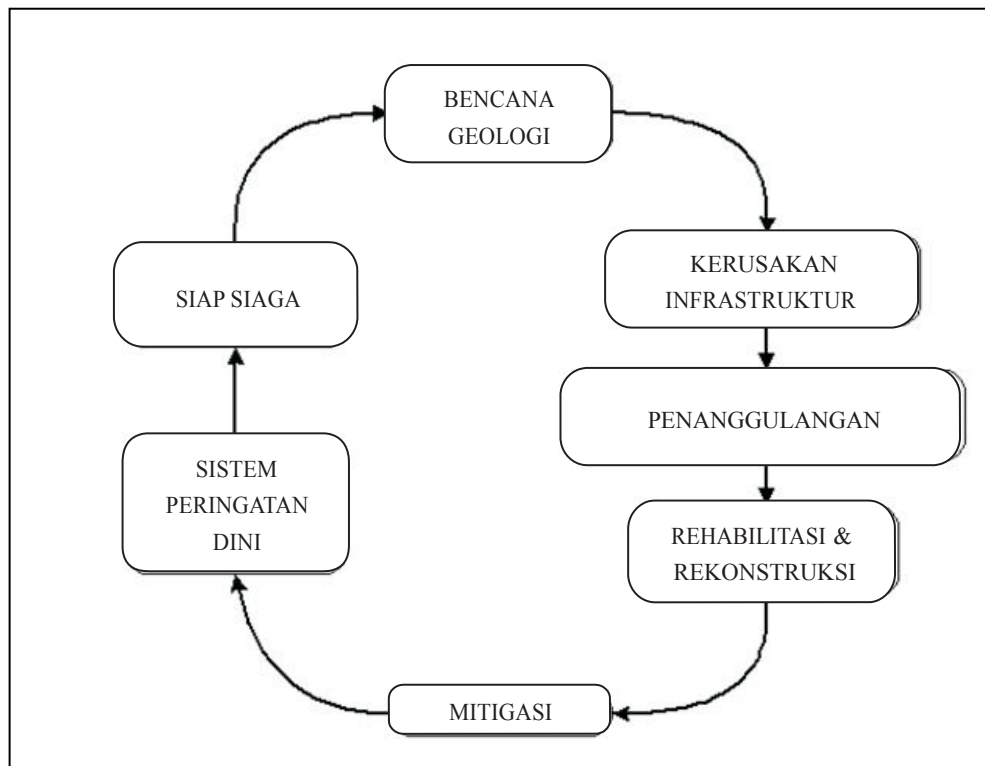 BENCANA
GEOLOGI
KERUSAKAN
INFRASTRUKTUR
PENANGGULANGAN
REHABILITASI &
REKONSTRUKSI
MITIGASI
SISTEM
PERINGATAN
DINI
SIAP SIAGA